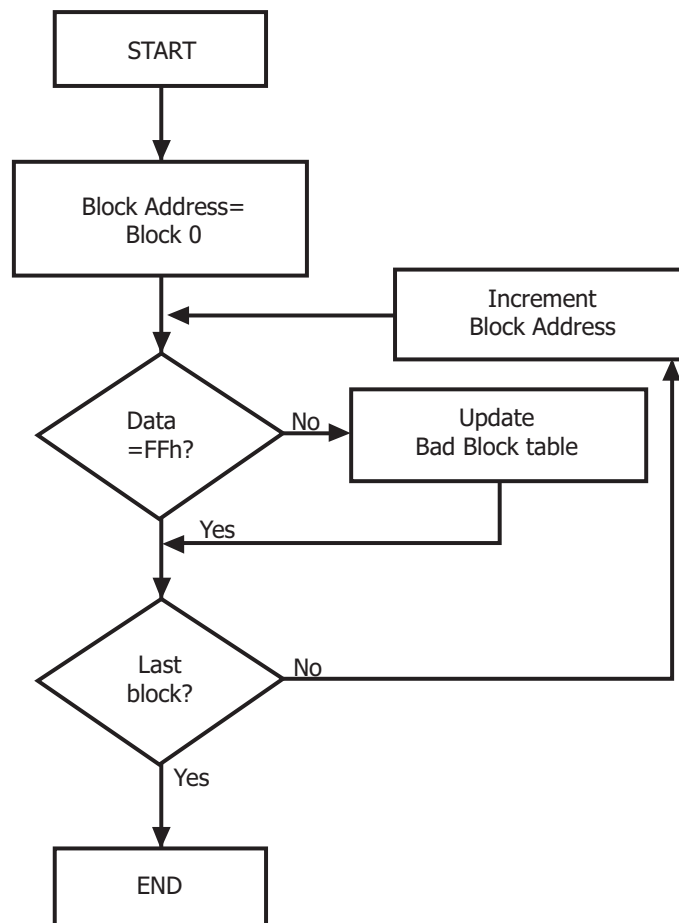 START
Block Address=
Block 0
Increment
Block Address
Data
=FFh?
No
Update
Bad Block table
Yes
Last
block?
No
Yes
END